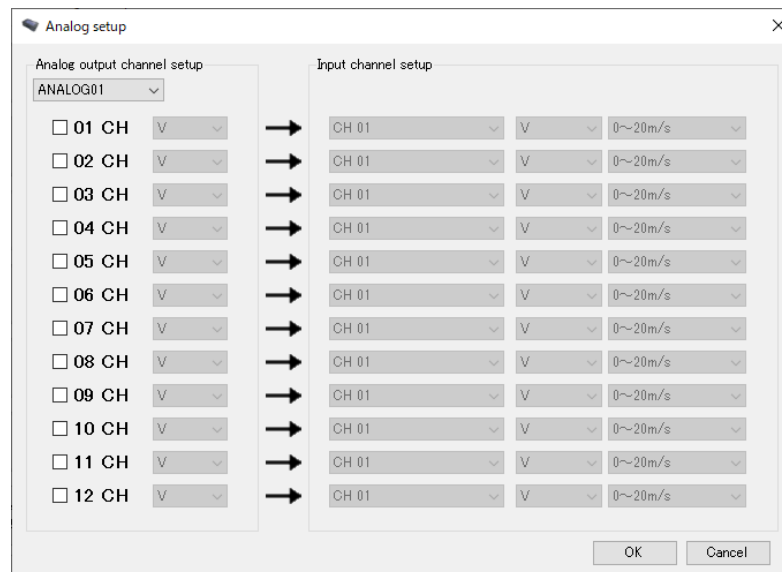 Analog setup
Analog output channel setup Input channel setup
ANALOG01
01 CH V CH 01 V 0~20m/s
02 CH V CH 01 V 0~20m/s
03 CH V CH 01 V 0~20m/s
04 CH V CH 01 V 0~20m/s
05 CH V CH 01 V 0~20m/s
06 CH V CH 01 V 0~20m/s
07 CH V CH 01 V 0~20m/s
08 CH V CH 01 V 0~20m/s
09 CH V CH 01 V 0~20m/s
10 CH V CH 01 V 0~20m/s
11 CH V CH 01 V 0~20m/s
12 CH V CH 01 V 0~20m/s
OK Cancel